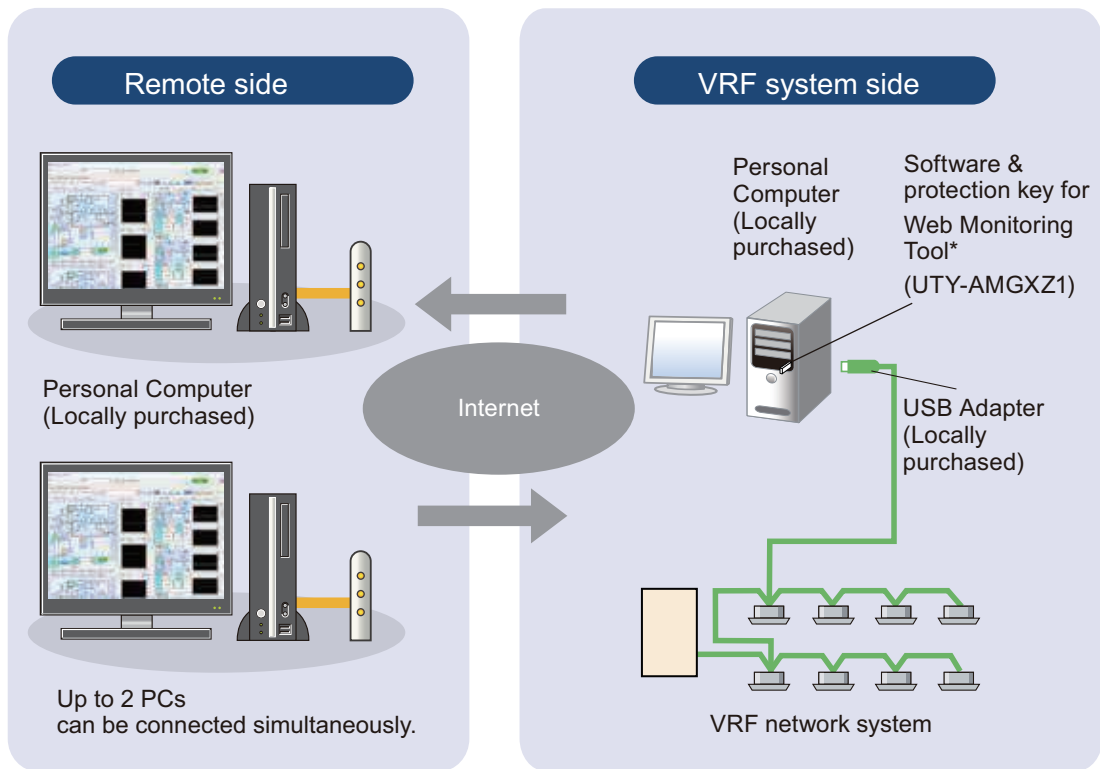 Remote side
Personal Computer
(Locally purchased)
Up to 2 PCs
can be connected simultaneously.
Internet
VRF system side
Personal
Computer
(Locally
purchased)
Software &
protection key for
Web Monitoring
Tool*
(UTY-AMGXZ1)
USB Adapter
(Locally
purchased)
VRF network system